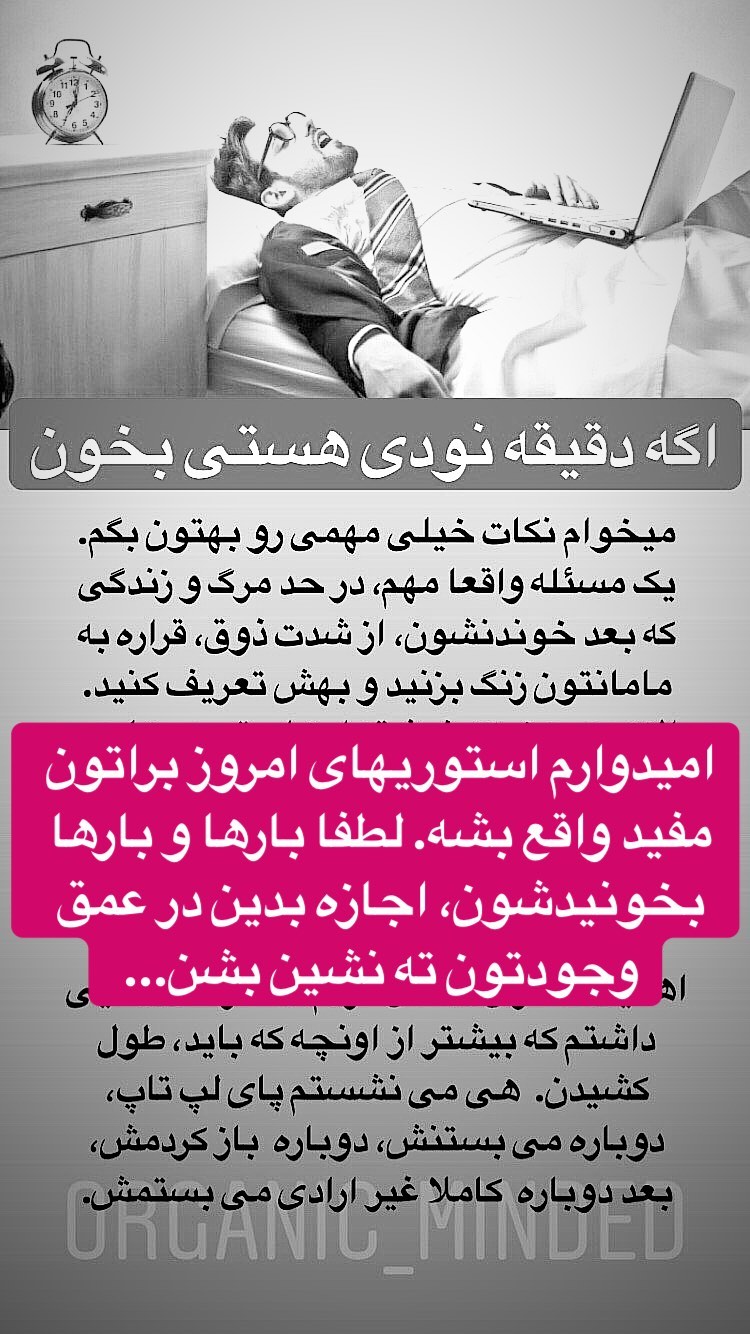 اگه دقیقه نودی هستی بخون
میخوام نکات خیلی مهمی رو بهتون بگم.
یک مسئله واقعا مهم، در حد مرگ و زندگی
که بعد خوندنشون، از شدت ذوق، قراره به
مامانتون زنگ بزنید و بهش تعریف کنید.
امیدوارم استوریهای امروز براتون
مفید واقع بشه. لطفا بارها و بارها
بخونیدشون، اجازه بدین در عمق
وجودتون ته نشین بشن...
داشتم که بیشتر از اونچه که باید، طول
کشیدن. هی می نشستم پای لپ تاپ،
دوباره می بستنش، دوباره باز کردمش،
بعد دوباره کاملا غیر ارادی می بستمش.
ORGANIC_MINDED